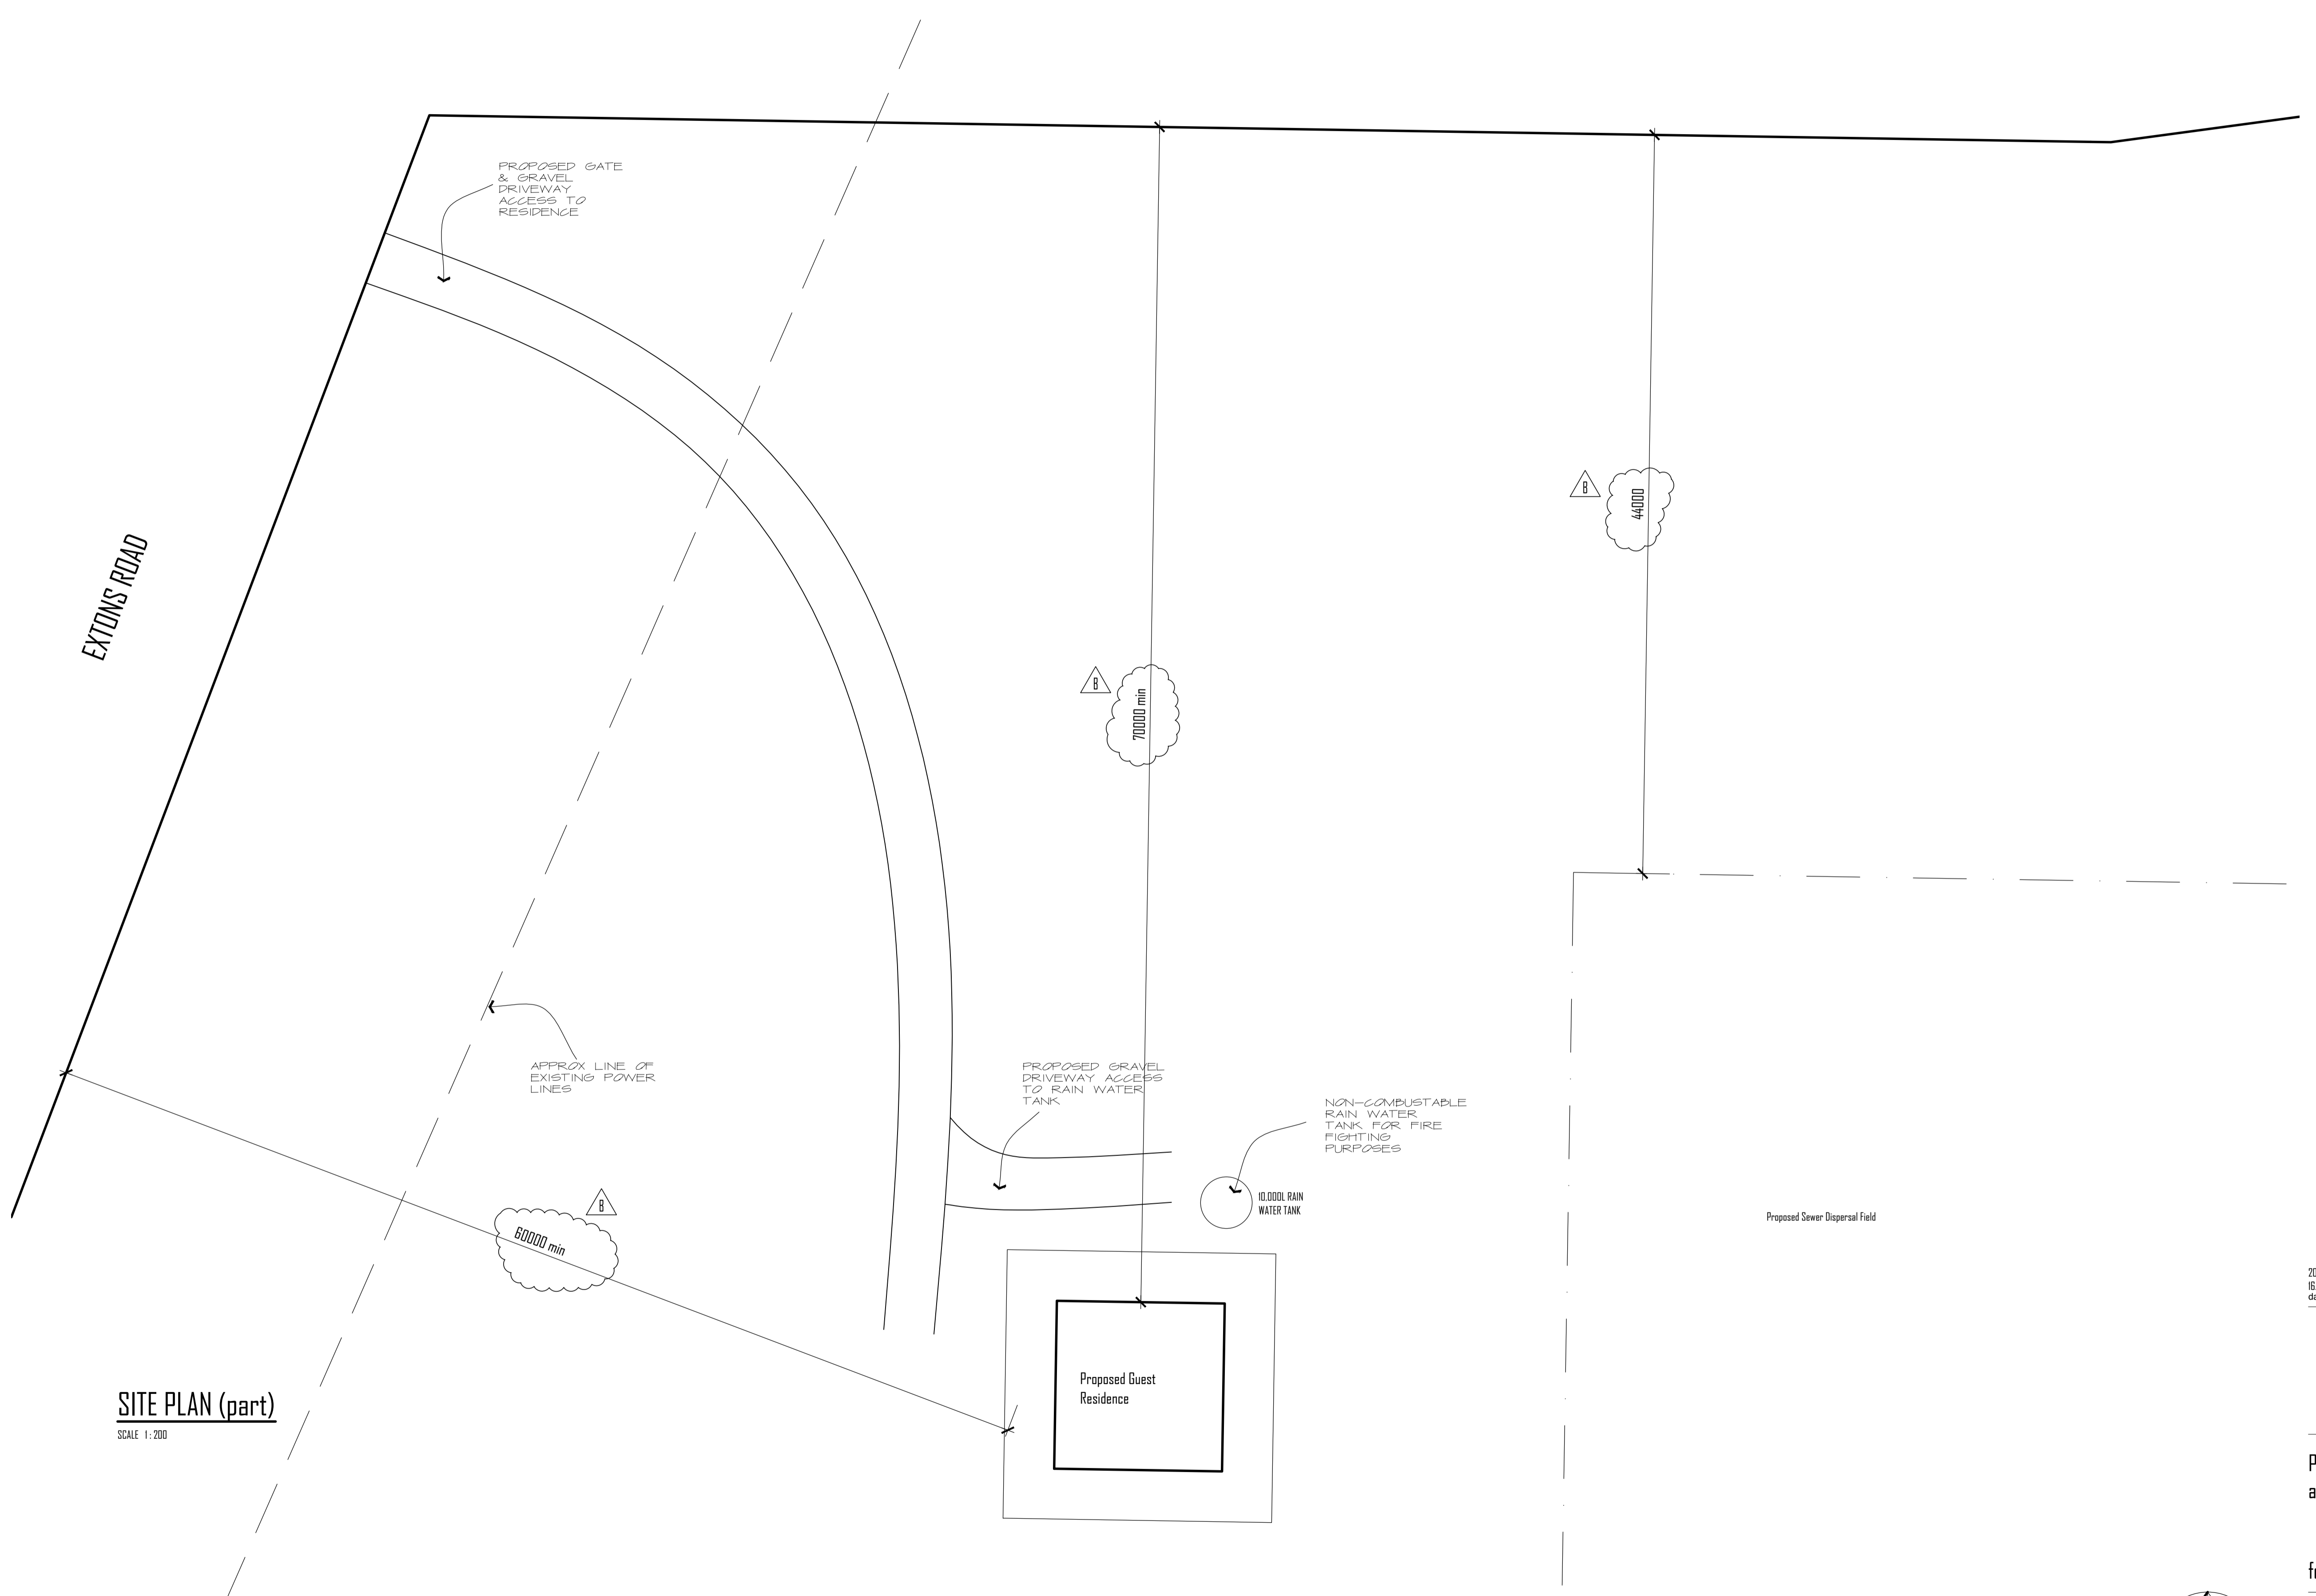 PROPOSED GATE
& GRAVEL
DRIVEWAY
ACCESS TO
RESIDENCE
EXTONS ROAD
B
44000
B
70000 min
APPROX LINE OF
EXISTING POWER
LINES
PROPOSED GRAVEL
DRIVEWAY ACCESS
TO RAIN WATER
TANK
NON-COMBUSTABLE
RAIN WATER
TANK FOR FIRE
FIGHTING
PURPOSES
10,000L RAIN
WATER TANK
B
60000 min
Proposed Sewer Dispersal Field
Proposed Guest
Residence
SITE PLAN (part)
SCALE 1 : 200